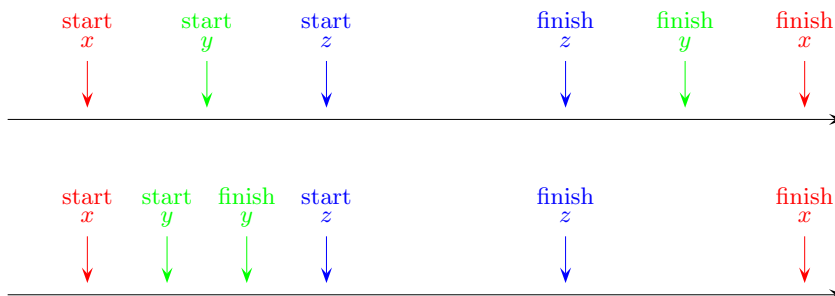 start start start finish finish finish
x y z z y x
start start finish start finish finish
x y y z z x